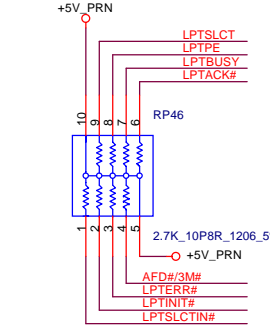 +5V_PRN
LPTSLCT
LPTPE
LPTBUSY
LPTACK#
10 9 8 7 6
RP46
1 2 3 4 5
2.7K_10P8R_1206_5
+5V_PRN
AFD#/3M#
LPTERR#
LPTINIT#
LPTSLCTIN#